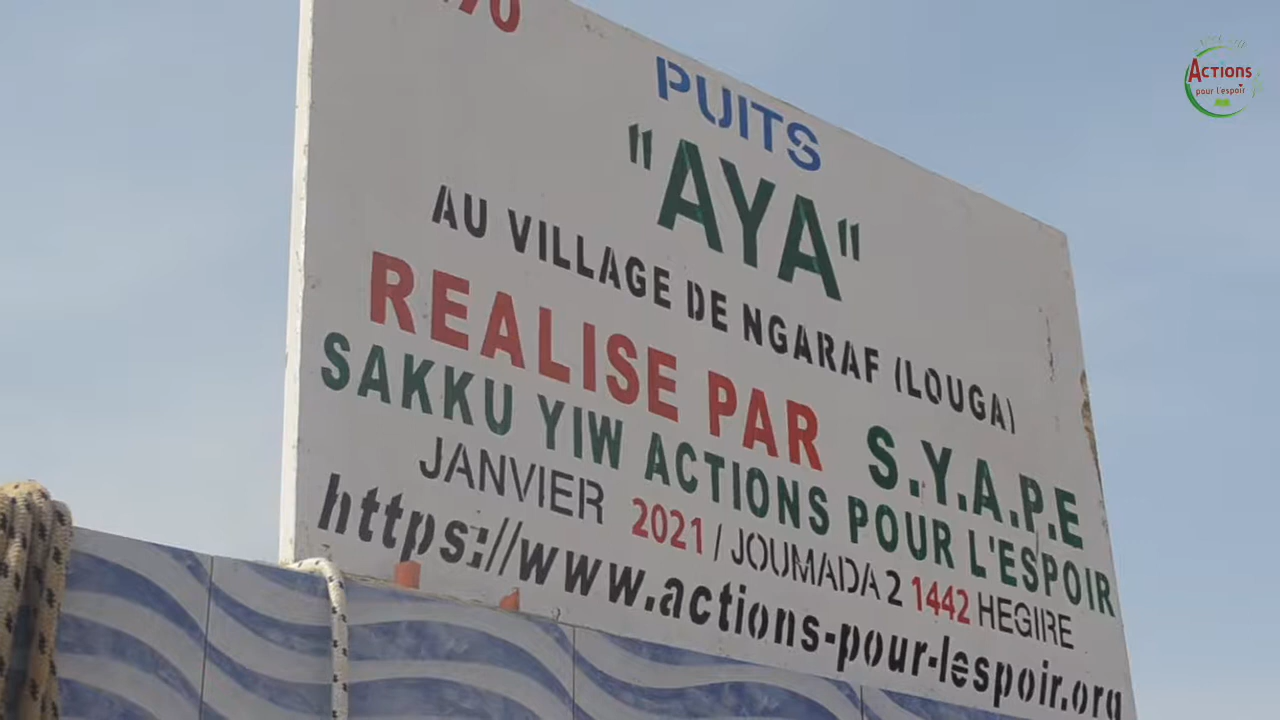 PUITS
"AYA"
AU VILLAGE DE NGARAF (LOUGA)
REALISE PAR S.Y.A.P.E
SAKKU YIW ACTIONS POUR L'ESPOIR
JANVIER 2021 / JOUMADA 2 1442 HEGIRE
https://www.actions-pour-lespoir.org
Actions
pour l'espoir